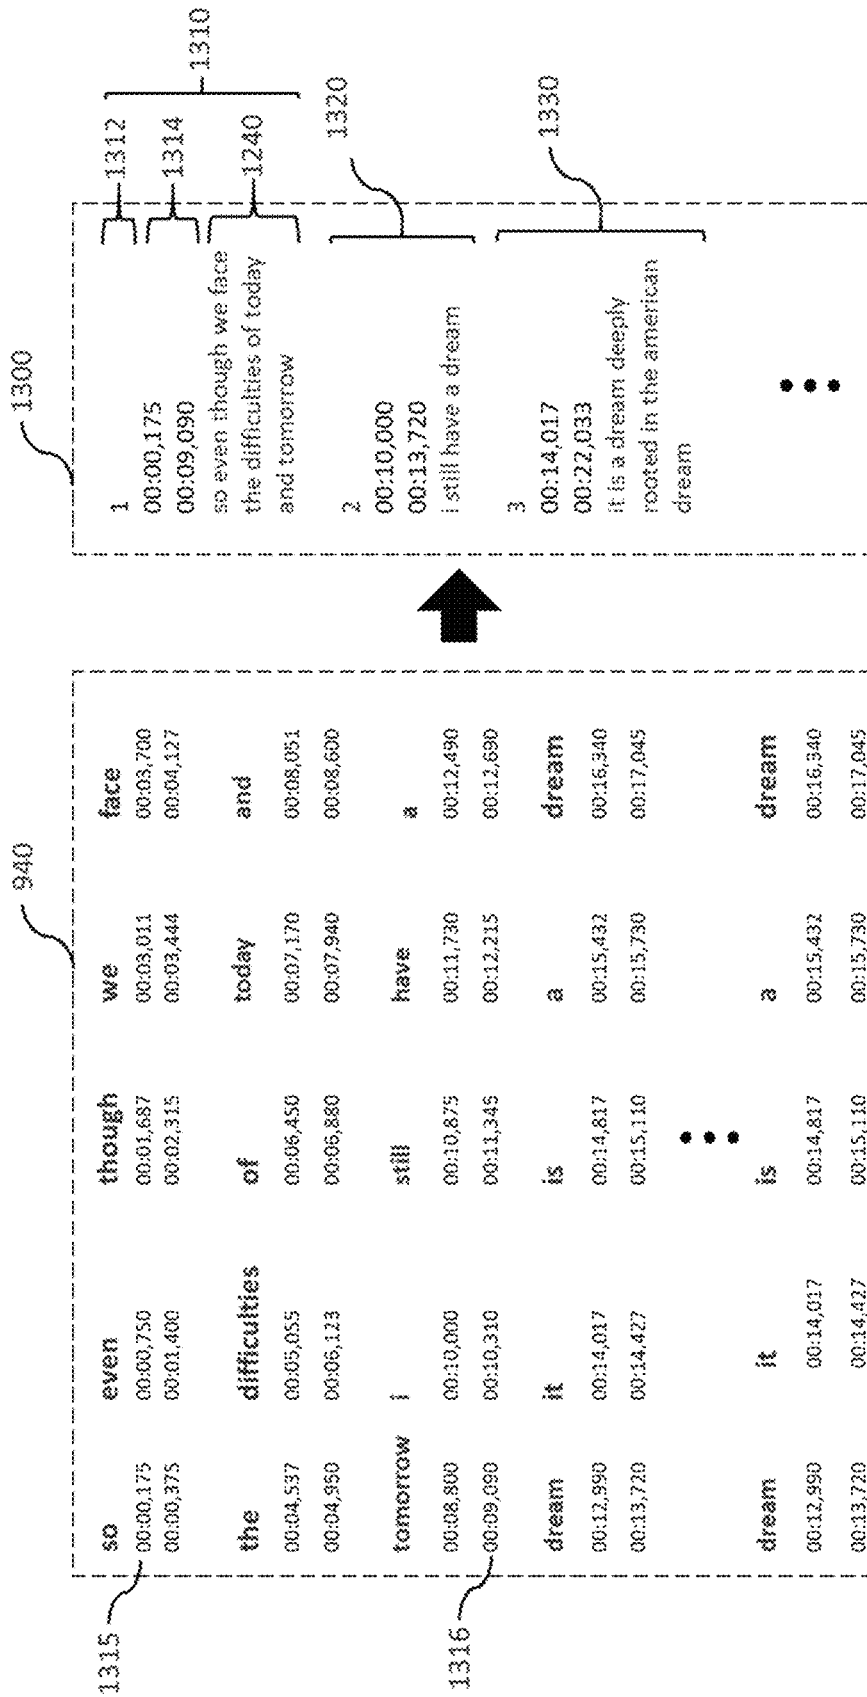 940
1300
so even though we face
00:00,175 00:00,750 00:01,687 00:03,011 00:03,700
00:00,375 00:01,400 00:02,315 00:03,444 00:04,127
the difficulties of today and
00:04,537 00:05,055 00:06,450 00:07,170 00:08,051
00:04,950 00:06,123 00:06,880 00:07,940 00:08,600
tomorrow i still have a
00:08,800 00:10,000 00:10,875 00:11,730 00:12,490
00:09,090 00:10,310 00:11,345 00:12,215 00:12,690
dream it is a dream
00:12,990 00:14,017 00:14,817 00:15,432 00:16,340
00:13,720 00:14,427 00:15,110 00:15,730 00:17,045
dream it is a dream
00:12,990 00:14,017 00:14,817 00:15,432 00:16,340
00:13,720 00:14,427 00:15,110 00:15,730 00:17,045
1315
1316
1
00:00,175
00:09,090
so even though we face
the difficulties of today
and tomorrow
2
00:10,000
00:13,720
i still have a dream
3
00:14,017
00:22,033
it is a dream deeply
rooted in the american
dream
1312
1314
1240
1310
1320
1330